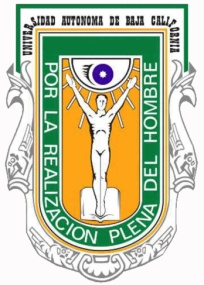 UNIVERSIDAD AUTONOMA DE BAJA CALIFORNIA
POR LA REALIZACION PLENA DEL HOMBRE